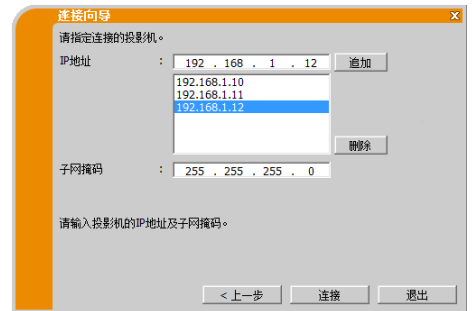 连接向导
x
请指定连接的投影机。
IP地址 : 192 . 168 . 1 . 12 追加
192.168.1.10
192.168.1.11
192.168.1.12
删除
子网掩码 : 255 . 255 . 255 . 0
请输入投影机的IP地址及子网掩码。
<上一步 连接 退出